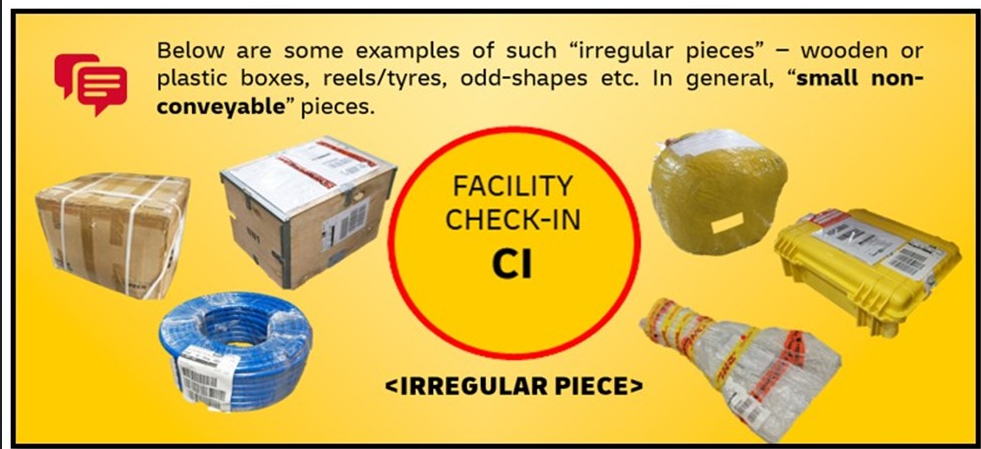 Below are some examples of such “irregular pieces” – wooden or
plastic boxes, reels/tyres, odd-shapes etc. In general, “small non-
conveyable” pieces.
FACILITY
CHECK-IN
CI
<IRREGULAR PIECE>